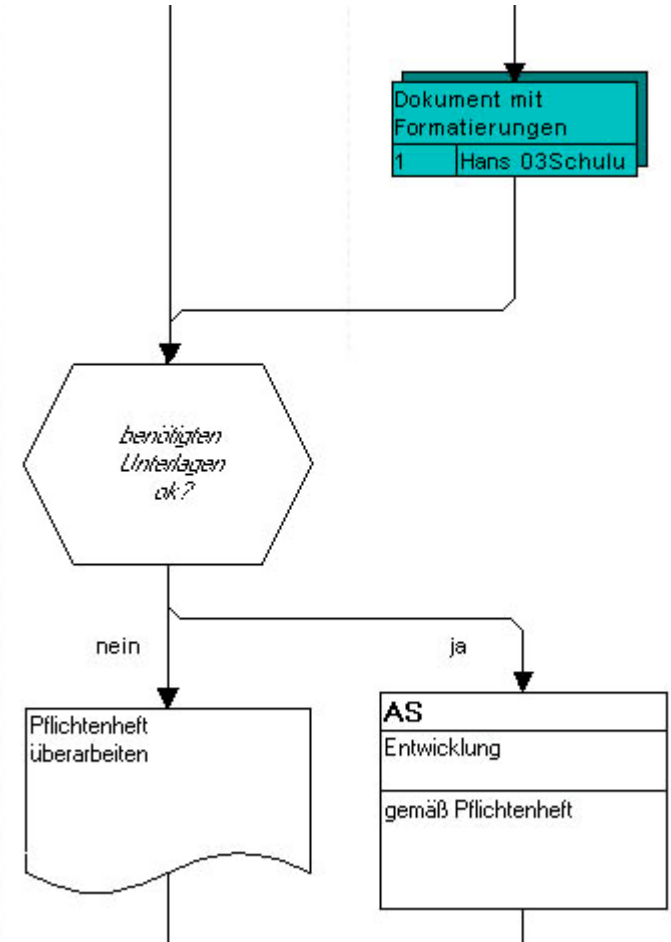 Dokument mit
Formatierungen
1 Hans 03Schulu
benötigten
Unterlagen
ok?
nein
ja
Pflichtenheft
überarbeiten
AS
Entwicklung
gemäß Pflichtenheft